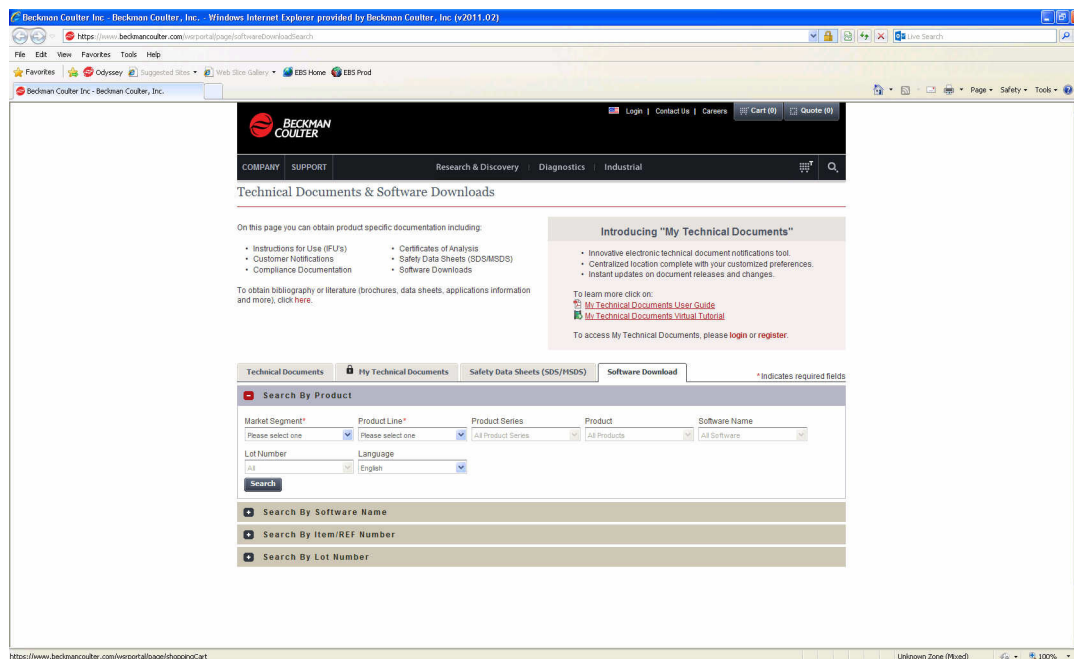 Beckman Coulter Inc - Beckman Coulter, Inc. - Windows Internet Explorer provided by Beckman Coulter, Inc (v2011.02)
https://www.beckmancoulter.com/wsrportal/page/softwareDownloadSearch
Live Search
File Edit View Favorites Tools Help
Favorites Odyssey Suggested Sites Web Slice Gallery EBS Home EBS Prod
Beckman Coulter Inc - Beckman Coulter, Inc.
Page Safety Tools
BECKMAN COULTER
Login | Contact Us | Careers Cart (0) Quote (0)
COMPANY SUPPORT Research & Discovery Diagnostics Industrial
Technical Documents & Software Downloads
On this page you can obtain product specific documentation including:
• Instructions for Use (IFU's)
• Customer Notifications
• Compliance Documentation
• Certificates of Analysis
• Safety Data Sheets (SDS/MSDS)
• Software Downloads
To obtain bibliography or literature (brochures, data sheets, applications information
and more), click here.
Introducing "My Technical Documents"
• Innovative electronic technical document notifications tool.
• Centralized location complete with your customized preferences.
• Instant updates on document releases and changes.
To learn more click on:
My Technical Documents User Guide
My Technical Documents Virtual Tutorial
To access My Technical Documents, please login or register.
Technical Documents My Technical Documents Safety Data Sheets (SDS/MSDS) Software Download
*Indicates required fields
Search By Product
Market Segment* Product Line* Product Series Product Software Name
Please select one Please select one All Product Series All Products All Software
Lot Number Language
All English
Search
Search By Software Name
Search By Item/REF Number
Search By Lot Number
https://www.beckmancoulter.com/wsrportal/page/shoppingCart
Unknown Zone (Mixed) 100%